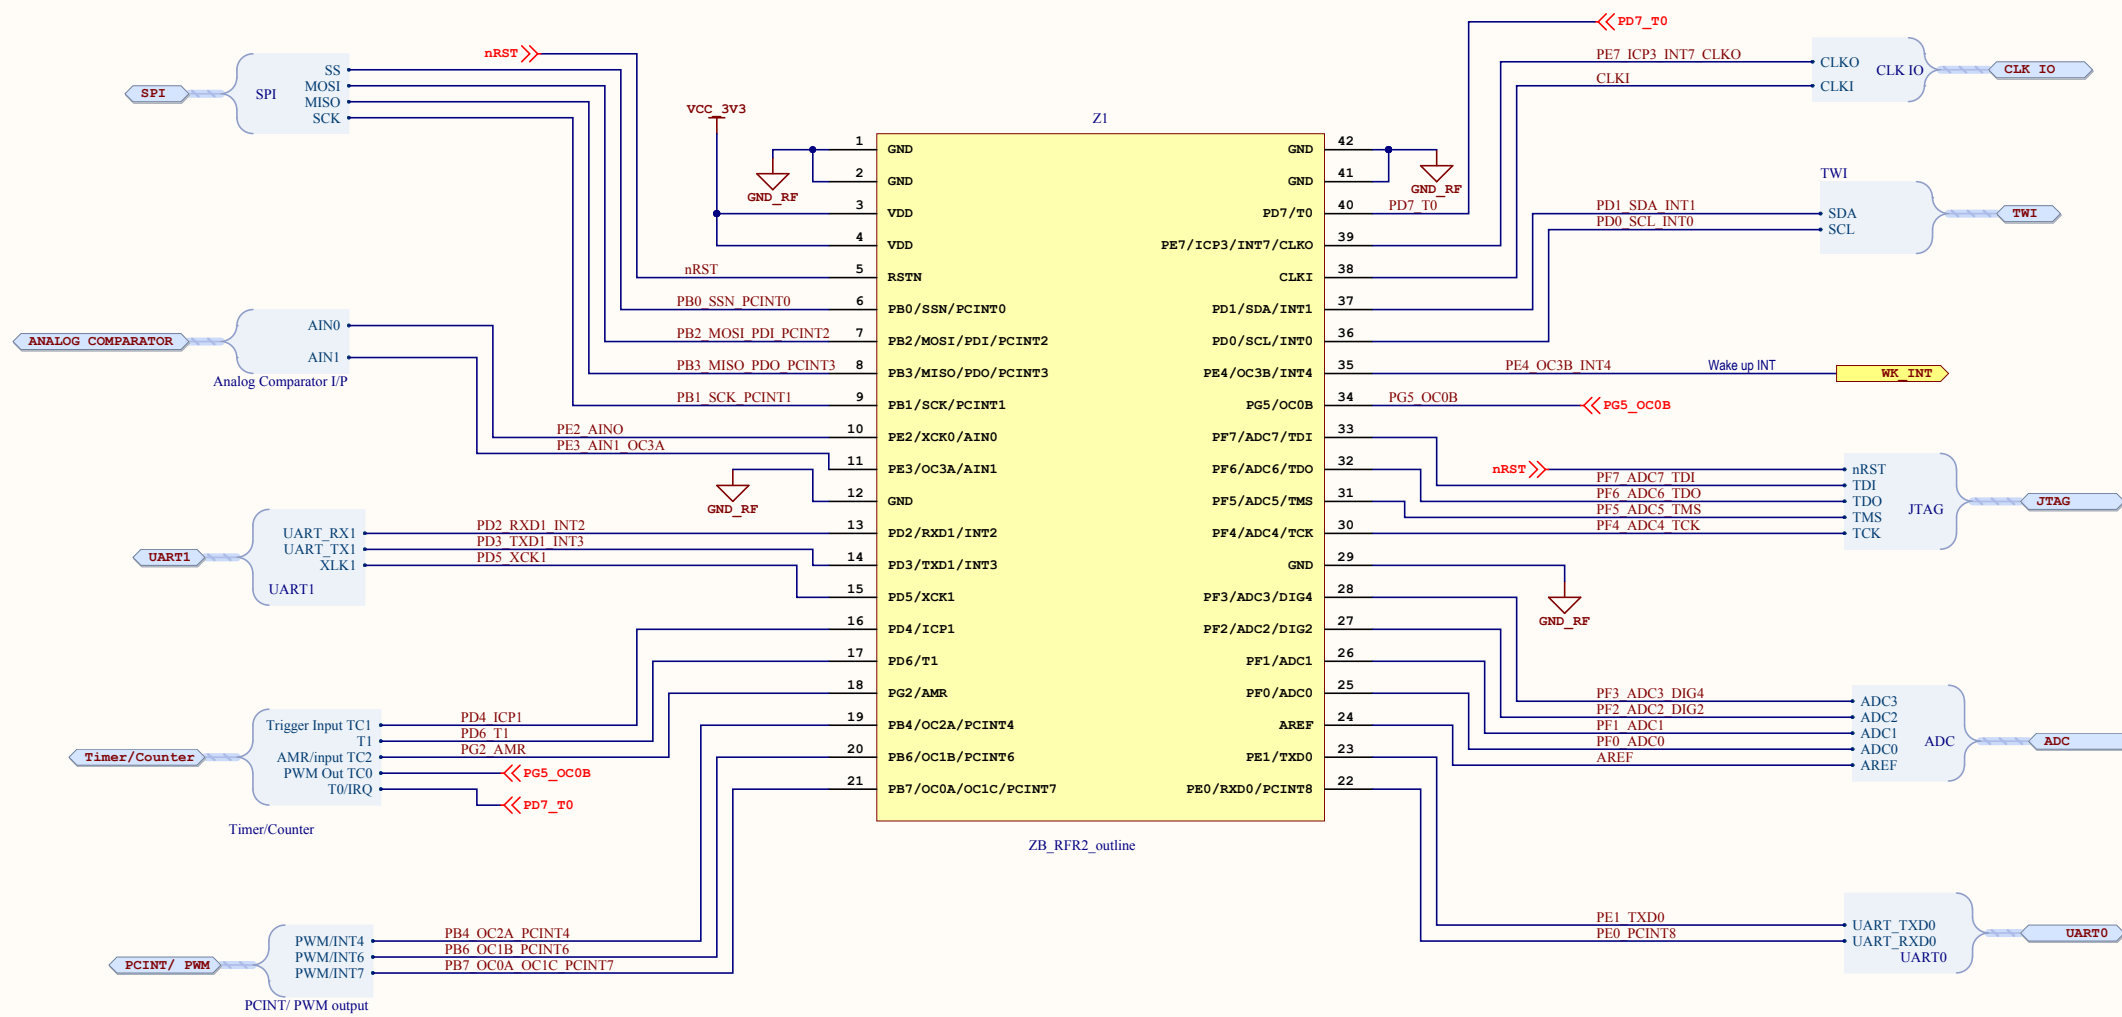 SPI
SPI
SS
MOSI
MISO
SCK
nRST
VCC_3V3
GND_RF
nRST
PB0_SSN_PCINT0
PB2_MOSI_PDI_PCINT2
PB3_MISO_PDO_PCINT3
PB1_SCK_PCINT1
ANALOG COMPARATOR
AIN0
AIN1
Analog Comparator I/P
PE2_AINO
PE3_AIN1_OC3A
GND_RF
UART1
UART_RX1
UART_TX1
XLK1
UART1
PD2_RXD1_INT2
PD3_TXD1_INT3
PD5_XCK1
Timer/Counter
Trigger Input TC1
T1
AMR/input TC2
PWM Out TC0
T0/IRQ
Timer/Counter
PD4_ICP1
PD6_T1
PG2_AMR
PG5_OC0B
PD7_T0
PCINT/ PWM
PWM/INT4
PWM/INT6
PWM/INT7
PCINT/ PWM output
PB4_OC2A_PCINT4
PB6_OC1B_PCINT6
PB7_OC0A_OC1C_PCINT7
Z1
1 GND
2 GND
3 VDD
4 VDD
5 RSTN
6 PB0/SSN/PCINT0
7 PB2/MOSI/PDI/PCINT2
8 PB3/MISO/PDO/PCINT3
9 PB1/SCK/PCINT1
10 PE2/XCK0/AIN0
11 PE3/OC3A/AIN1
12 GND
13 PD2/RXD1/INT2
14 PD3/TXD1/INT3
15 PD5/XCK1
16 PD4/ICP1
17 PD6/T1
18 PG2/AMR
19 PB4/OC2A/PCINT4
20 PB6/OC1B/PCINT6
21 PB7/OC0A/OC1C/PCINT7
GND 42
GND 41
PD7/T0 40
PE7/ICP3/INT7/CLKO 39
CLKI 38
PD1/SDA/INT1 37
PD0/SCL/INT0 36
PE4/OC3B/INT4 35
PG5/OC0B 34
PF7/ADC7/TDI 33
PF6/ADC6/TDO 32
PF5/ADC5/TMS 31
PF4/ADC4/TCK 30
GND 29
PF3/ADC3/DIG4 28
PF2/ADC2/DIG2 27
PF1/ADC1 26
PF0/ADC0 25
AREF 24
PE1/TXD0 23
PE0/RXD0/PCINT8 22
ZB_RFR2_outline
PD7_T0
PE7_ICP3_INT7_CLKO
CLKI
CLKO
CLKI
CLK IO
CLK IO
GND_RF
PD7_T0
TWI
PD1_SDA_INT1
PD0_SCL_INT0
SDA
SCL
TWI
PE4_OC3B_INT4
Wake up INT
WK_INT
PG5_OC0B
PG5_OC0B
nRST
PF7_ADC7_TDI
PF6_ADC6_TDO
PF5_ADC5_TMS
PF4_ADC4_TCK
nRST
TDI
TDO
TMS
TCK
JTAG
JTAG
GND_RF
PF3_ADC3_DIG4
PF2_ADC2_DIG2
PF1_ADC1
PF0_ADC0
AREF
ADC3
ADC2
ADC1
ADC0
AREF
ADC
ADC
PE1_TXD0
PE0_PCINT8
UART_TXD0
UART_RXD0
UART0
UART0